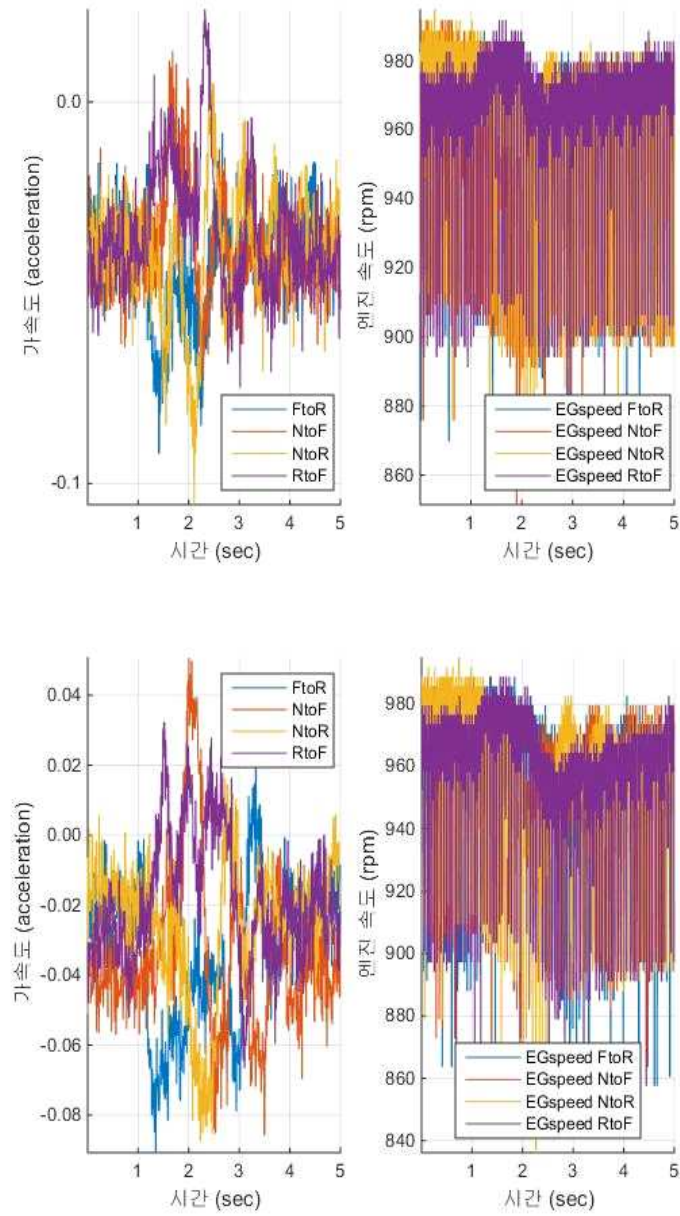 0.0
-0.1
가속도 (acceleration)
FtoR
NtoF
NtoR
RtoF
1 2 3 4 5
시간 (sec)
980
960
940
920
900
880
860
엔진 속도 (rpm)
EGspeed FtoR
EGspeed NtoF
EGspeed NtoR
EGspeed RtoF
1 2 3 4 5
시간 (sec)
0.04
0.02
0.00
-0.02
-0.04
-0.06
-0.08
가속도 (acceleration)
FtoR
NtoF
NtoR
RtoF
1 2 3 4 5
시간 (sec)
980
960
940
920
900
880
860
840
엔진 속도 (rpm)
EGspeed FtoR
EGspeed NtoF
EGspeed NtoR
EGspeed RtoF
1 2 3 4 5
시간 (sec)